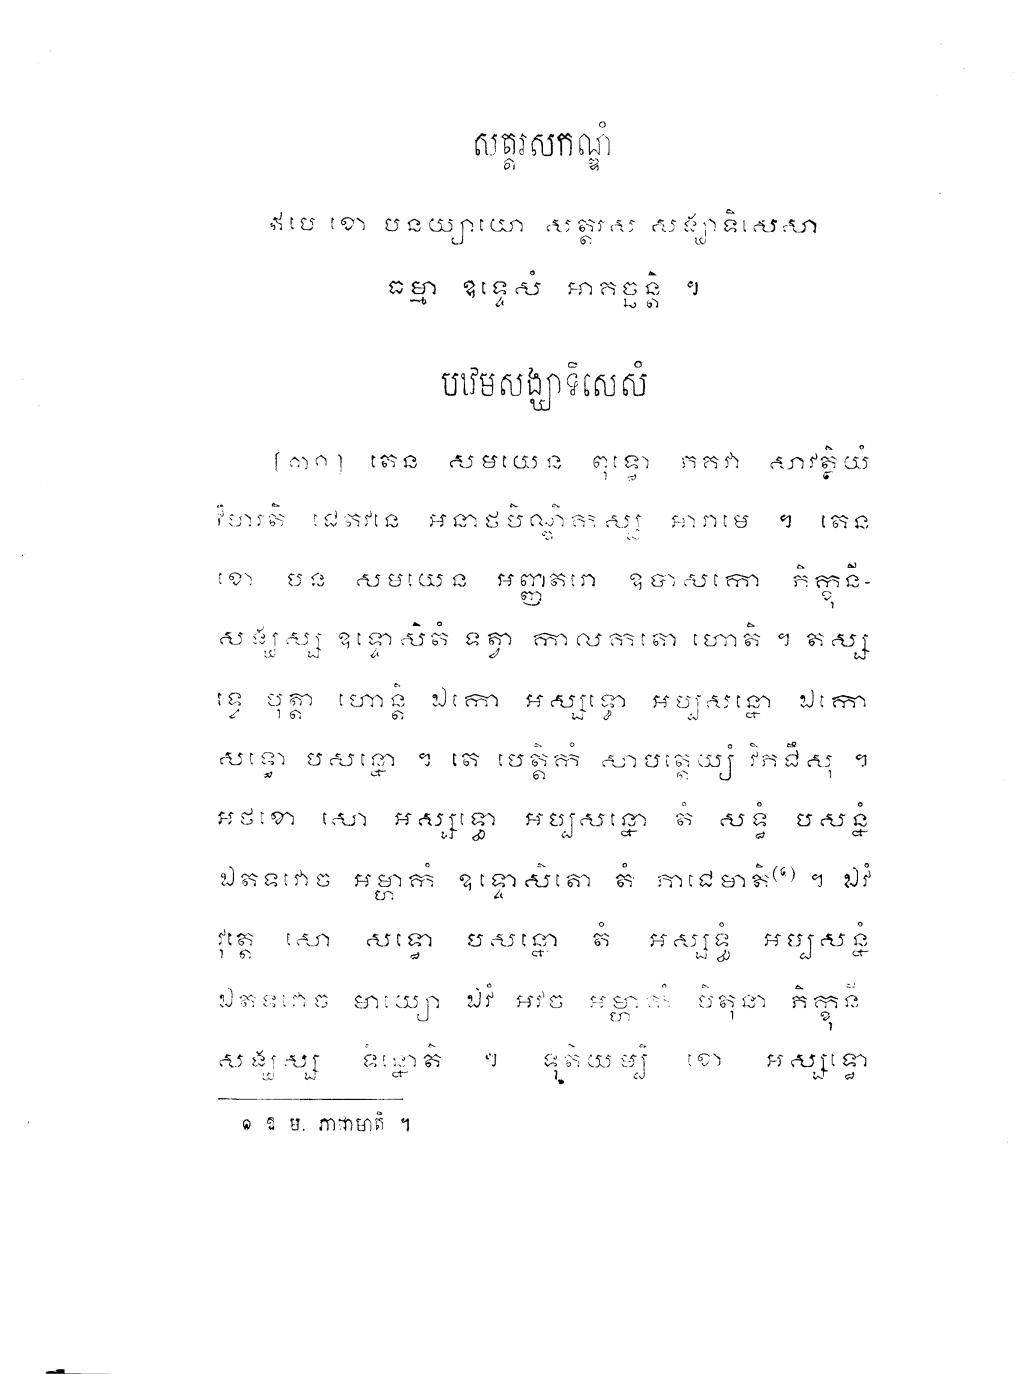 សត្តរសកណ្ឌំ
ឥមេ ខោ បនយ្យាយោ សត្តរស សង្ឃាទិសេសា
ធម្មា ឧទ្ទេសំ អាគច្ឆន្តិ ។
បឋមសង្ឃាទិសេសំ
[៣០] តេន សមយេន ពុទ្ធោ ភគវា សាវត្ថិយំ
វិហរតិ ជេតវនេ អនាថបិណ្ឌិកស្ស អារាមេ ។ តេន
ខោ បន សមយេន អញ្ញតរោ ឧបាសកោ ភិក្ខុនី-
សង្ឃស្ស ឧទ្ទោសិតំ ទត្វា កាលកតោ ហោតិ ។ តស្ស
ទ្វេ បុត្តា ហោន្តិ ឯកោ អស្សទ្ធោ អប្បសន្នោ ឯកោ
សទ្ធោ បសន្នោ ។ តេ បេត្តិកំ សាបតេយ្យំ វិភជឹសុ ។
អថខោ សោ អស្សទ្ធោ អប្បសន្នោ តំ សទ្ធំ បសន្នំ
ឯតទវោច អម្ហាកំ ឧទ្ទោសិតោ តំ ភាជេមាតិ(១) ។ ឯវំ
វុត្តេ សោ សទ្ធោ បសន្នោ តំ អស្សទ្ធំ អប្បសន្នំ
ឯតទវោច មាយ្យោ ឯវំ អវច អម្ហាកំ បិតុនា ភិក្ខុនី
សង្ឃស្ស ទិន្នោតិ ។ ទុតិយម្បិ ខោ អស្សទ្ធោ
១ ឱ ម. ភាជាមាតិ ។